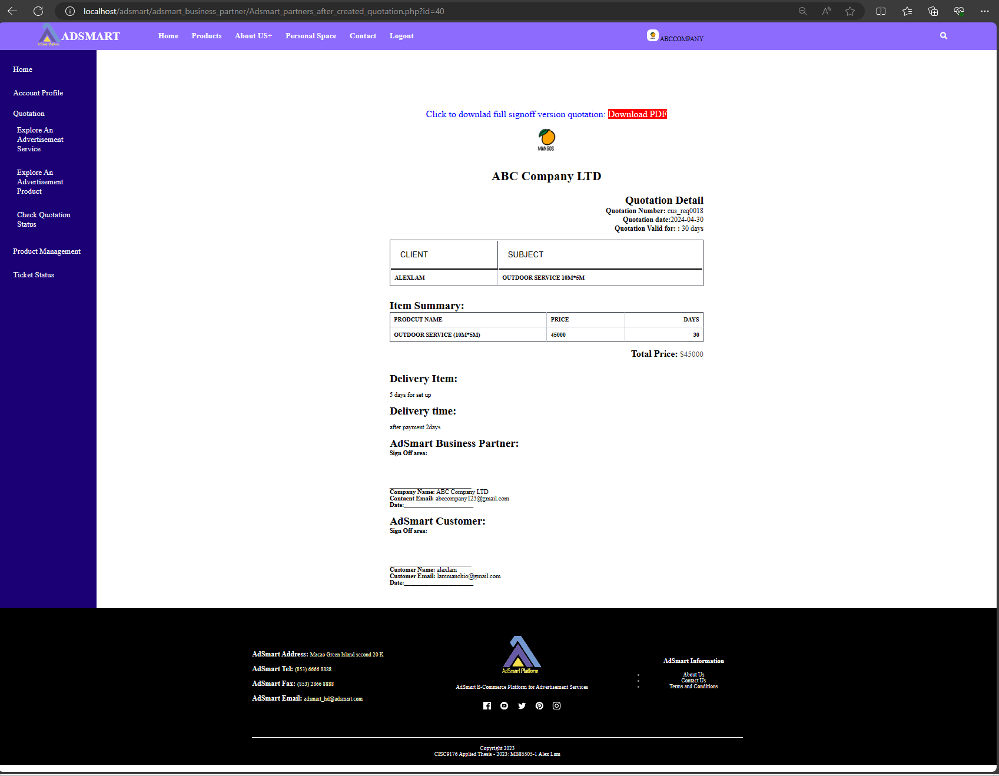 localhost/adsmart/adsmart_business_partner/Adsmart_partners_after_created_quotation.php?id=40
AdSmart Platform
ADSMART
Home
Products
About US+
Personal Space
Contact
Logout
ABCCOMPANY
Home
Account Profile
Quotation
Explore An
Advertisement
Service
Explore An
Advertisement
Product
Check Quotation
Status
Product Management
Ticket Status
Click to downlad full signoff version quotation: Download PDF
MANGOS
ABC Company LTD
Quotation Detail
Quotation Number: cus_req0018
Quotation date:2024-04-30
Quotation Valid for: : 30 days
CLIENT SUBJECT
ALEXLAM OUTDOOR SERVICE 10M*5M
Item Summary:
PRODCUT NAME PRICE DAYS
OUTDOOR SERVICE (10M*5M) 45000 30
Total Price: $45000
Delivery Item:
5 days for set up
Delivery time:
after payment 2days
AdSmart Business Partner:
Sign Off area:
Company Name: ABC Company LTD
Contacnt Email: abccompany123@gmail.com
Date:______________________
AdSmart Customer:
Sign Off area:
Customer Name: alexlam
Customer Email: lammanchio@gmail.com
Date:______________________
AdSmart Address: Macao Green Island second 20 K
AdSmart Tel: (853) 6666 8888
AdSmart Fax: (853) 2866 8888
AdSmart Email: adsmart_hd@adsmart.com
AdSmart Platform
AdSmart E-Commerce Platform for Advertisement Services
AdSmart Information
About Us
Contact Us
Terms and Conditions
Copyright 2023
CISC9176 Applied Thesis - 2023: MB85505-1 Alex Lam